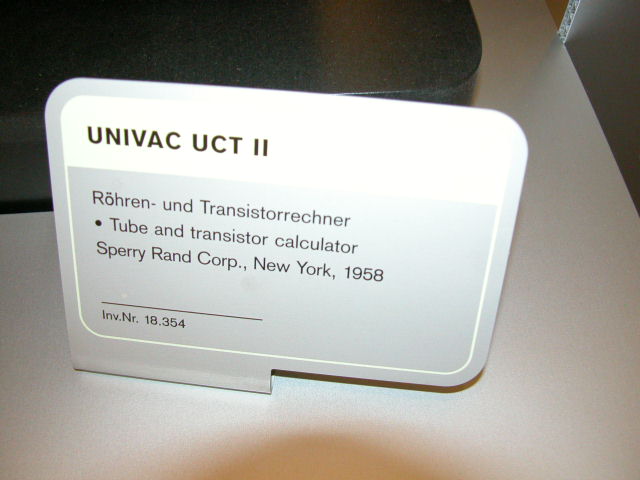 UNIVAC UCT II
Röhren- und Transistorrechner
• Tube and transistor calculator
Sperry Rand Corp., New York, 1958
Inv.Nr. 18.354